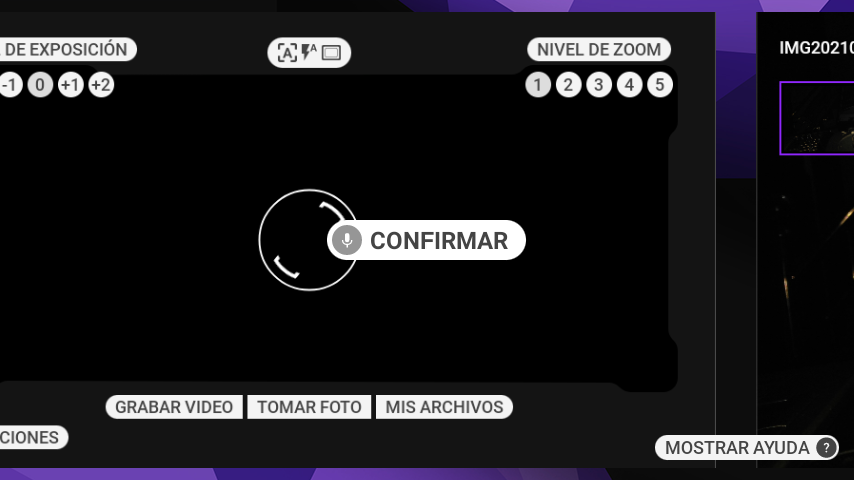 DE EXPOSICIÓN
A A
NIVEL DE ZOOM
IMG20210
-1 0 +1 +2
1 2 3 4 5
CONFIRMAR
GRABAR VIDEO TOMAR FOTO MIS ARCHIVOS
CIONES
MOSTRAR AYUDA ?